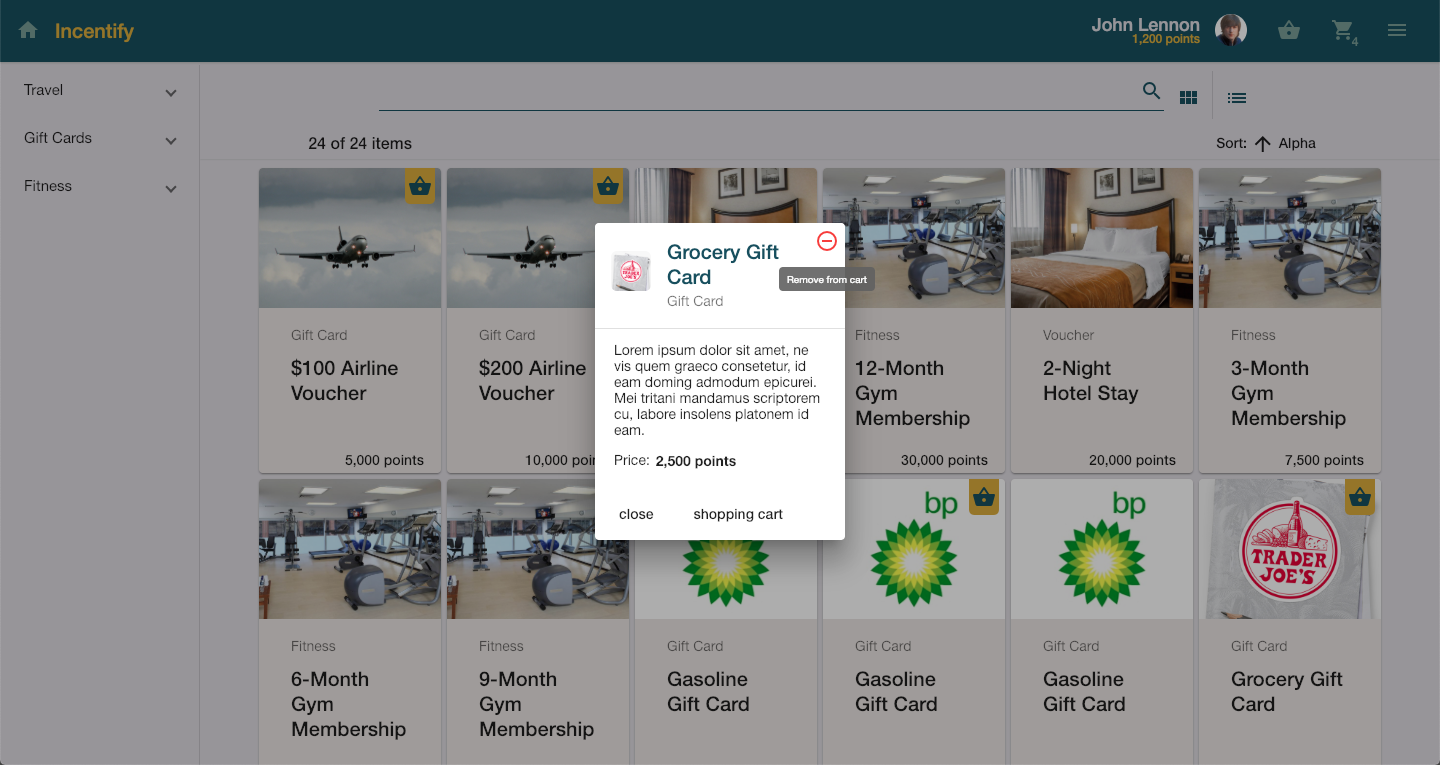 Incentify
John Lennon
1,200 points
4
Travel
Gift Cards
Fitness
24 of 24 items
Sort:
Alpha
Gift Card
$100 Airline
Voucher
5,000 points
Gift Card
$200 Airline
Voucher
10,000
Grocery Gift
Card
Gift Card
Remove from cart
Lorem ipsum dolor sit amet, ne
vis quem graeco consetetur, id
eam doming admodum epicurei.
Mei tritani mandamus scriptorem
cu, labore insolens platonem id
eam.
Price: 2,500 points
close
shopping cart
TRADER
JOE'S
Fitness
12-Month
Gym
Membership
30,000 points
Voucher
2-Night
Hotel Stay
20,000 points
Fitness
3-Month
Gym
Membership
7,500 points
Fitness
6-Month
Gym
Membership
Fitness
9-Month
Gym
Membership
Gift Card
Gasoline
Gift Card
bp
Gift Card
Gasoline
Gift Card
bp
Gift Card
Gasoline
Gift Card
TRADER
JOE'S
Gift Card
Grocery Gift
Card